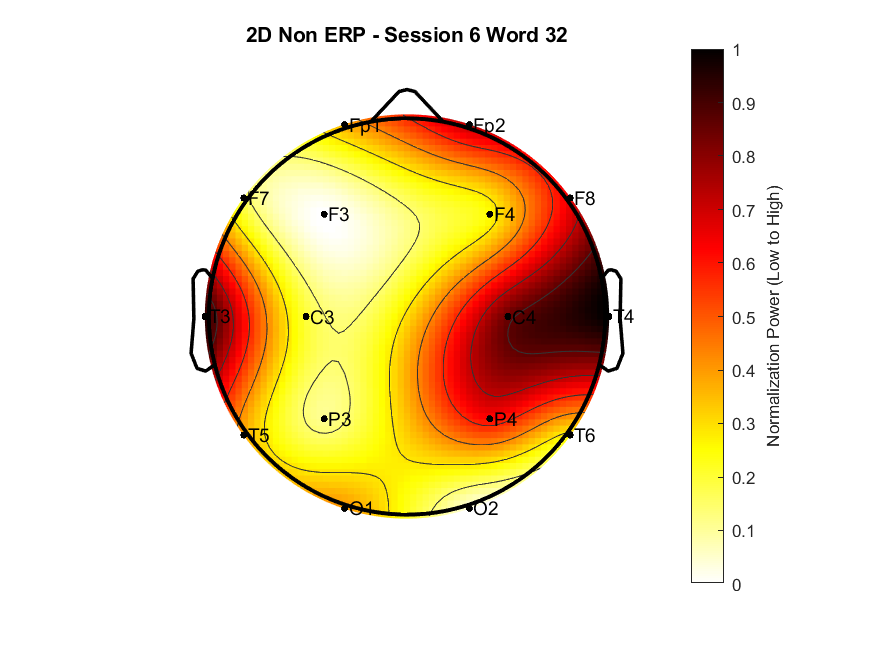 2D Non ERP - Session 6 Word 32
Fp1 Fp2
F7 F8
F3 F4
T3 C3 C4 T4
P3 P4
T5 T6
O1 O2
1
0.9
0.8
0.7
0.6
0.5
0.4
0.3
0.2
0.1
0
Normalization Power (Low to High)